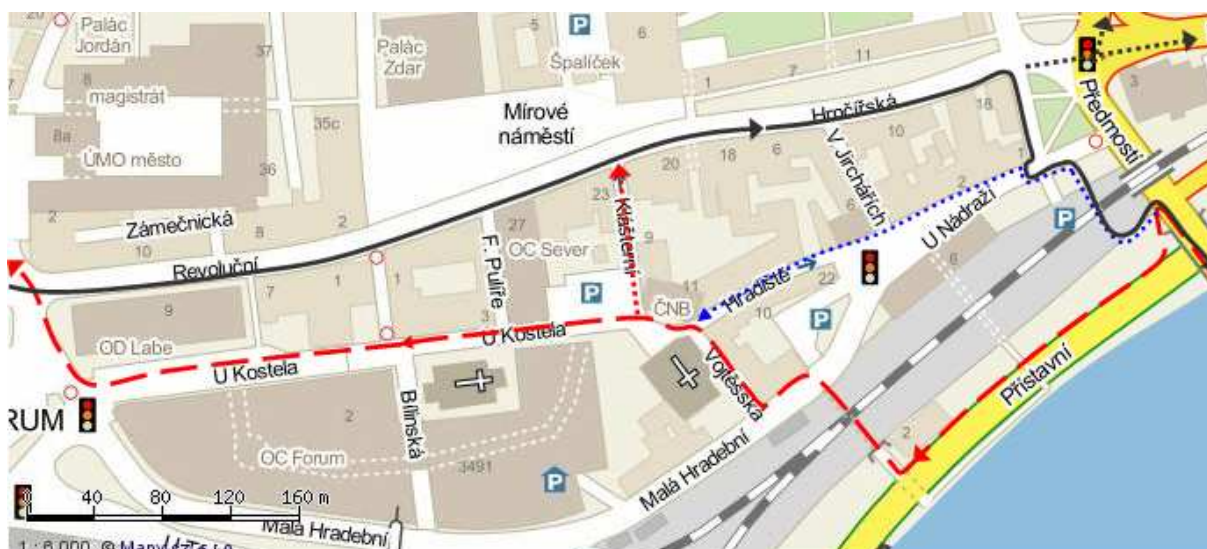 20
Palác
Jordán
37
8
magistrát
8a
ÚMO město
36
35c
2
Zámečnická
10
8
2
Revoluční
Palác
Zdar
5
P
6
Špalíček
Mírové
náměstí
1
7
11
Hrnčířská
18
10
6
18
20
V Jirchářích
6
2
1
Předmostí
3
U Nádraží
P
6
23
27
OC Sever
Klášterní
9
11
ČNB
Hradiště
22
10
P
P
F. Pulíře
3
7
1
1
9
OD Labe
U Kostela
U Kostela
Vojtěšská
Přístavní
2
RUM
Bílinská
2
OC Forum
3491
P
Malá Hradební
Malá Hradební
0 40 80 120 160 m